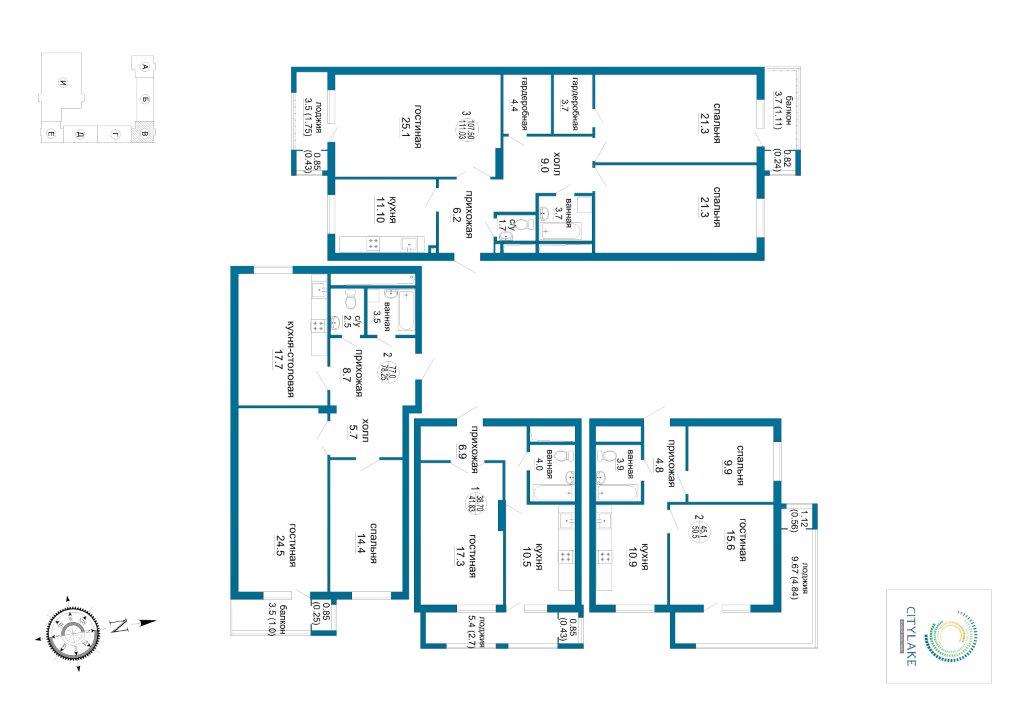 А
И
Б
Е
Д
Г
В
лоджия
3.5 (1.75)
0.85
(0.43)
гостиная
25.1
3
107.50
111.03
гардеробная
4.4
гардеробная
3.7
спальня
21.3
балкон
3.7 (1.11)
0.82
(0.24)
холл
9.0
спальня
21.3
кухня
11.10
прихожая
6.2
с/у
1.7
ванная
3.7
кухня-столовая
17.7
с/у
2.5
ванная
3.5
прихожая
8.7
2
77.0
78.25
холл
5.7
гостиная
24.5
спальня
14.4
балкон
3.5 (1.0)
0.85
(0.25)
прихожая
6.9
ванная
4.0
1
38.70
41.83
гостиная
17.3
кухня
10.5
лоджия
5.4 (2.7)
0.85
(0.43)
ванная
3.9
прихожая
4.8
спальня
9.9
2
45.1
50.5
гостиная
15.6
кухня
10.9
1.12
(0.56)
лоджия
9.67 (4.84)
N
CITYLAKE